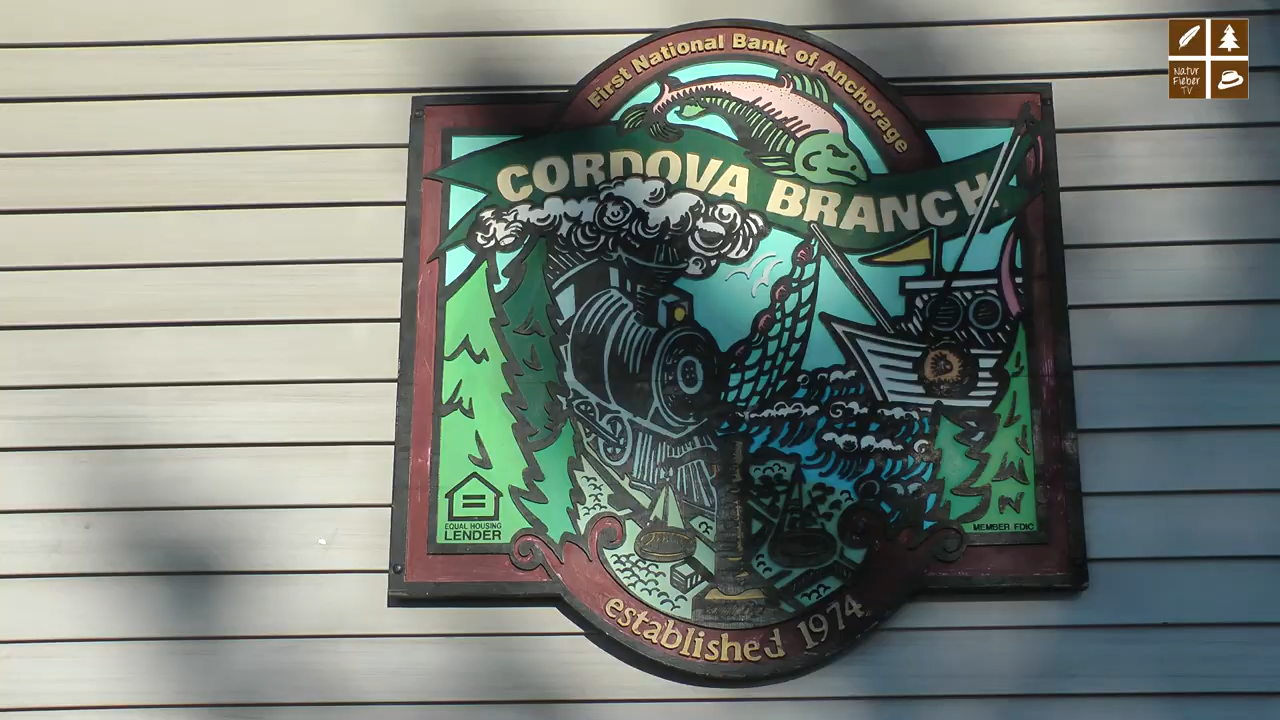 Natur
Fieber
TV
First National Bank of Anchorage
CORDOVA BRANCH
EQUAL HOUSING
LENDER
MEMBER FDIC
established 1974